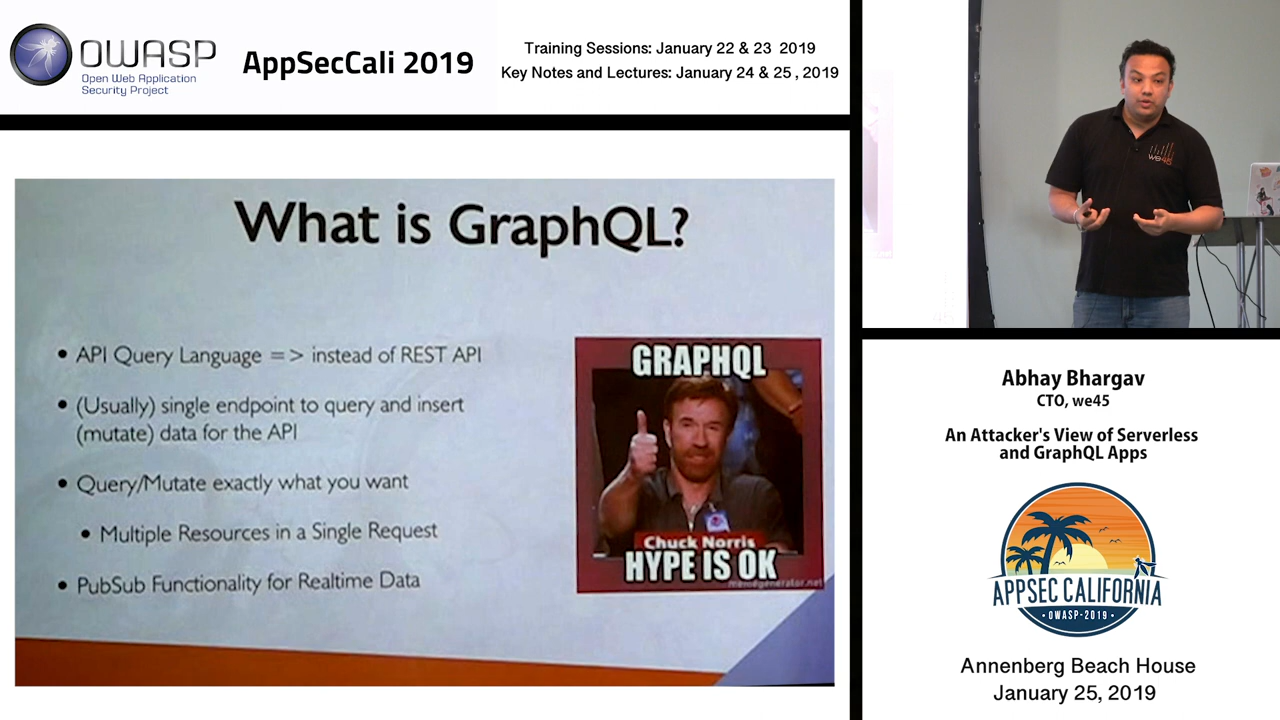 OWASP
Open Web Application
Security Project
AppSecCali 2019
Training Sessions: January 22 & 23 2019
Key Notes and Lectures: January 24 & 25 , 2019
What is GraphQL?
• API Query Language = > instead of REST API
• (Usually) single endpoint to query and insert
(mutate) data for the API
• Query/Mutate exactly what you want
• Multiple Resources in a Single Request
• PubSub Functionality for Realtime Data
GRAPHQL
Chuck Norris
HYPE IS OK
memegenerator.net
we45
Abhay Bhargav
CTO, we45
An Attacker's View of Serverless
and GraphQL Apps
APPSEC CALIFORNIA
• OWASP-2019 •
Annenberg Beach House
January 25, 2019